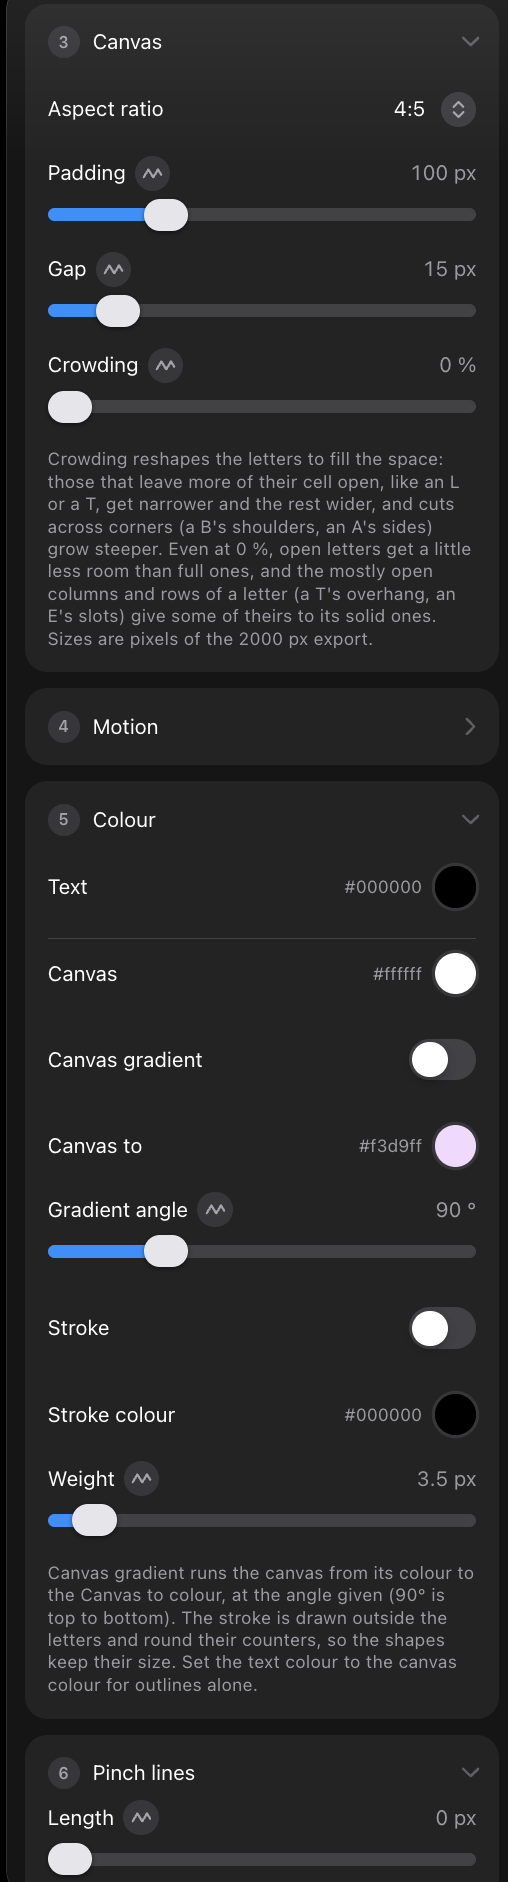 3 Canvas
Aspect ratio 4:5
Padding 100 px
Gap 15 px
Crowding 0 %
Crowding reshapes the letters to fill the space:
those that leave more of their cell open, like an L
or a T, get narrower and the rest wider, and cuts
across corners (a B's shoulders, an A's sides)
grow steeper. Even at 0 %, open letters get a little
less room than full ones, and the mostly open
columns and rows of a letter (a T's overhang, an
E's slots) give some of theirs to its solid ones.
Sizes are pixels of the 2000 px export.
4 Motion
5 Colour
Text #000000
Canvas #ffffff
Canvas gradient
Canvas to #f3d9ff
Gradient angle 90 °
Stroke
Stroke colour #000000
Weight 3.5 px
Canvas gradient runs the canvas from its colour to
the Canvas to colour, at the angle given (90° is
top to bottom). The stroke is drawn outside the
letters and round their counters, so the shapes
keep their size. Set the text colour to the canvas
colour for outlines alone.
6 Pinch lines
Length 0 px